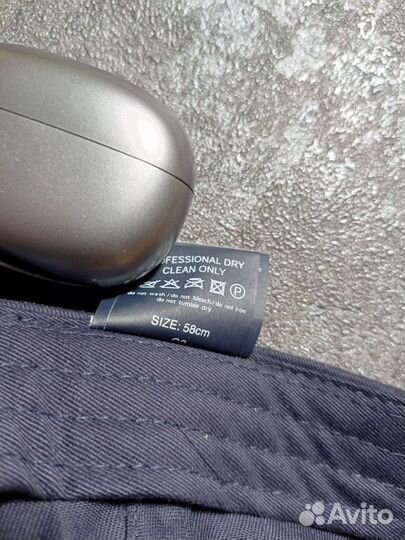 PROFESSIONAL DRY
CLEAN ONLY
P
do not wash / do not bleach / do not iron
do not tumble dry
SIZE: 58cm
Avito